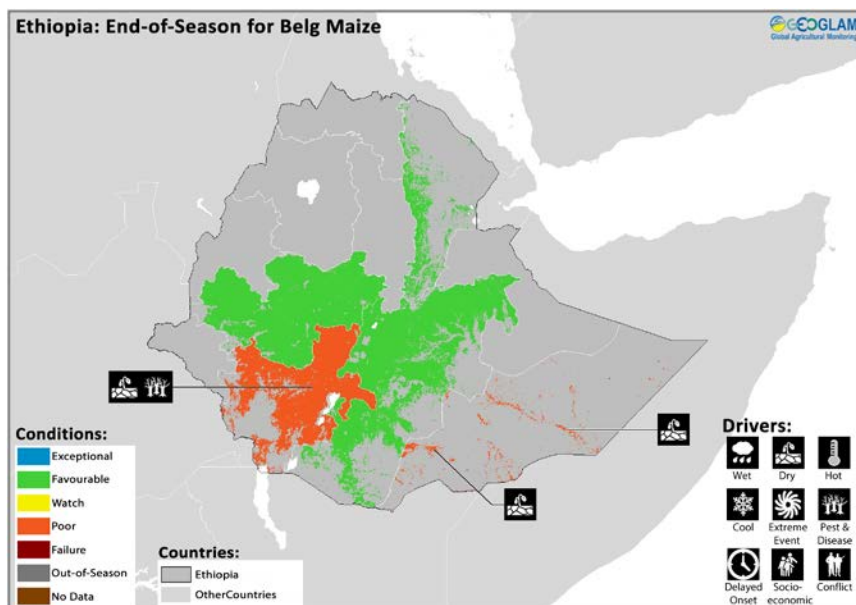 Ethiopia: End-of-Season for Belg Maize
GEOGLAM
Global Agricultural Monitoring
Conditions:
Exceptional
Favourable
Watch
Poor
Failure
Out-of-Season
No Data
Countries:
Ethiopia
OtherCountries
Drivers:
Wet
Dry
Hot
Cool
Extreme
Event
Pest &
Disease
Delayed
Onset
Socio-
economic
Conflict